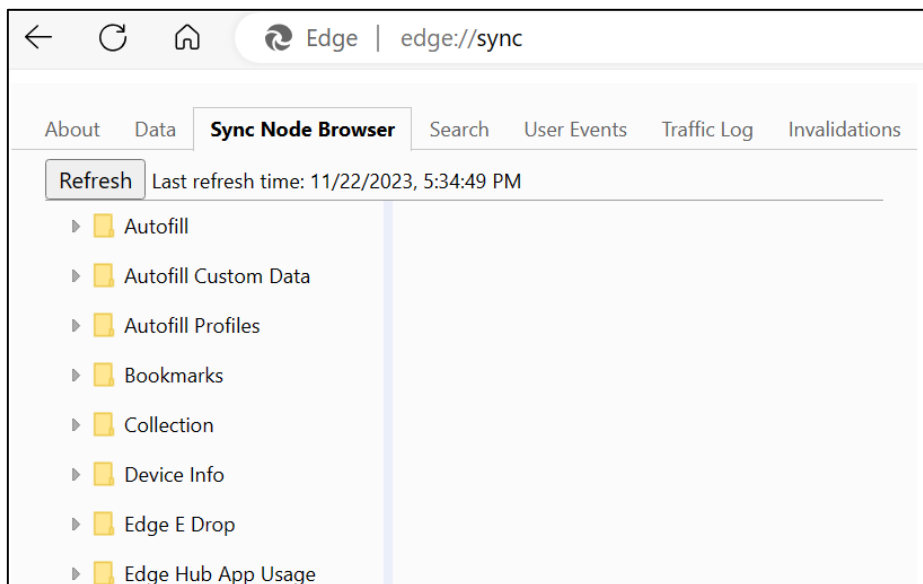 Edge | edge://sync
About Data Sync Node Browser Search User Events Traffic Log Invalidations
Refresh Last refresh time: 11/22/2023, 5:34:49 PM
Autofill
Autofill Custom Data
Autofill Profiles
Bookmarks
Collection
Device Info
Edge E Drop
Edge Hub App Usage